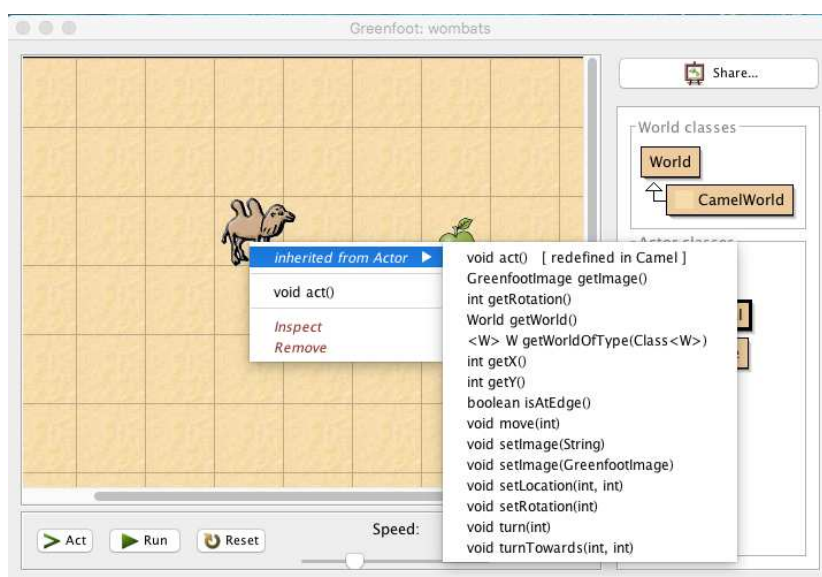 Greenfoot: wombats
Share...
World classes
World
CamelWorld
Actor classes
Inherited from Actor
void act()
Inspect
Remove
void act() [ redefined in Camel ]
GreenfootImage getImage()
int getRotation()
World getWorld()
<W> W getWorldOfType(Class<W>)
int getX()
int getY()
boolean isAtEdge()
void move(int)
void setImage(String)
void setImage(GreenfootImage)
void setLocation(int, int)
void setRotation(int)
void turn(int)
void turnTowards(int, int)
Act
Run
Reset
Speed: